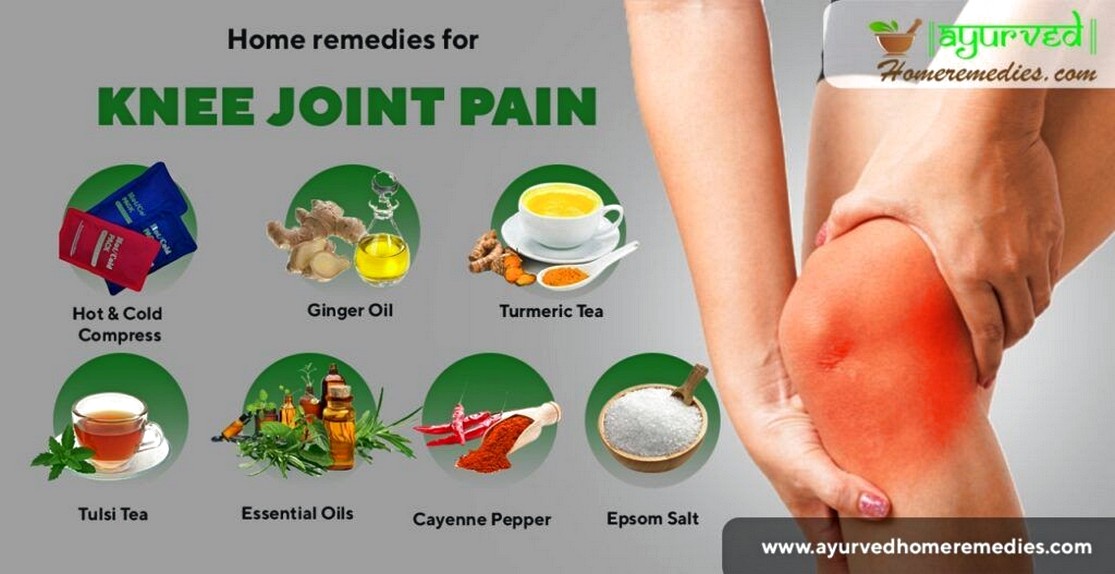 Home remedies for
KNEE JOINT PAIN
||ayurved||
Homeremedies.com
Hot & Cold
Compress
Ginger Oil
Turmeric Tea
Tulsi Tea
Essential Oils
Cayenne Pepper
Epsom Salt
www.ayurvedhomeremedies.com